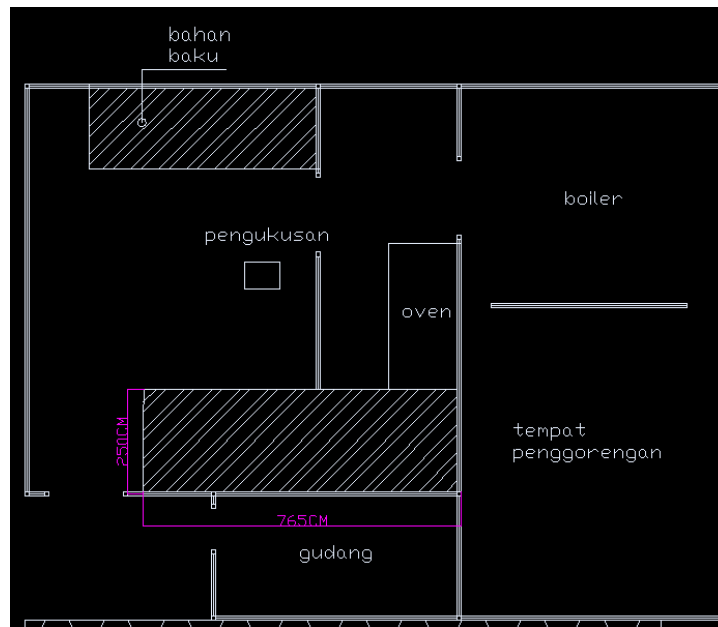 bahan
baku
boiler
pengukusan
oven
250CM
tempat
penggorengan
765CM
gudang